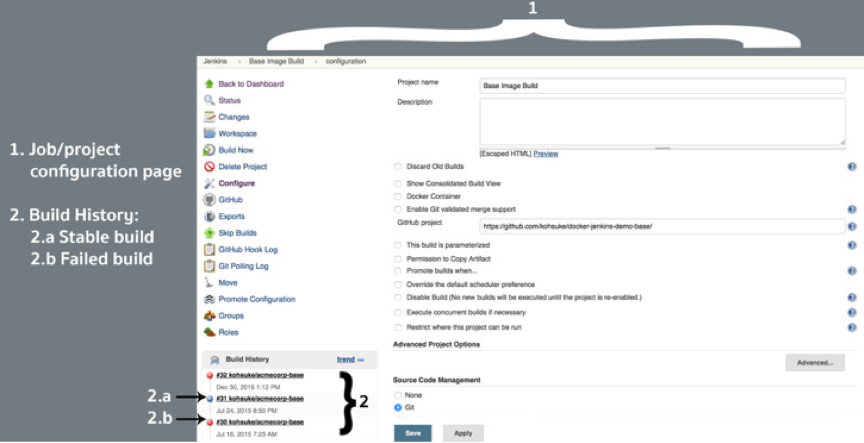 1
Jenkins › Base Image Build › configuration
Back to Dashboard
Status
Changes
Workspace
Build Now
Delete Project
Configure
GitHub
Exports
Skip Builds
GitHub Hook Log
Git Polling Log
Move
Promote Configuration
Groups
Roles
1. Job/project
configuration page
2. Build History:
2.a Stable build
2.b Failed build
Build History trend
#32 kohsuke/acmecorp-base
Dec 30, 2015 1:12 PM
#31 kohsuke/acmecorp-base
Jul 24, 2015 8:50 PM
#30 kohsuke/acmecorp-base
Jul 16, 2015 7:23 AM
2
2.a
2.b
Project name Base Image Build
Description
[Escaped HTML] Preview
Discard Old Builds
Show Consolidated Build View
Docker Container
Enable Git validated merge support
GitHub project https://github.com/kohsuke/docker-jenkins-demo-base/
This build is parameterized
Permission to Copy Artifact
Promote builds when...
Override the default scheduler preference
Disable Build (No new builds will be executed until the project is re-enabled.)
Execute concurrent builds if necessary
Restrict where this project can be run
Advanced Project Options
Advanced...
Source Code Management
None
Git
Save Apply